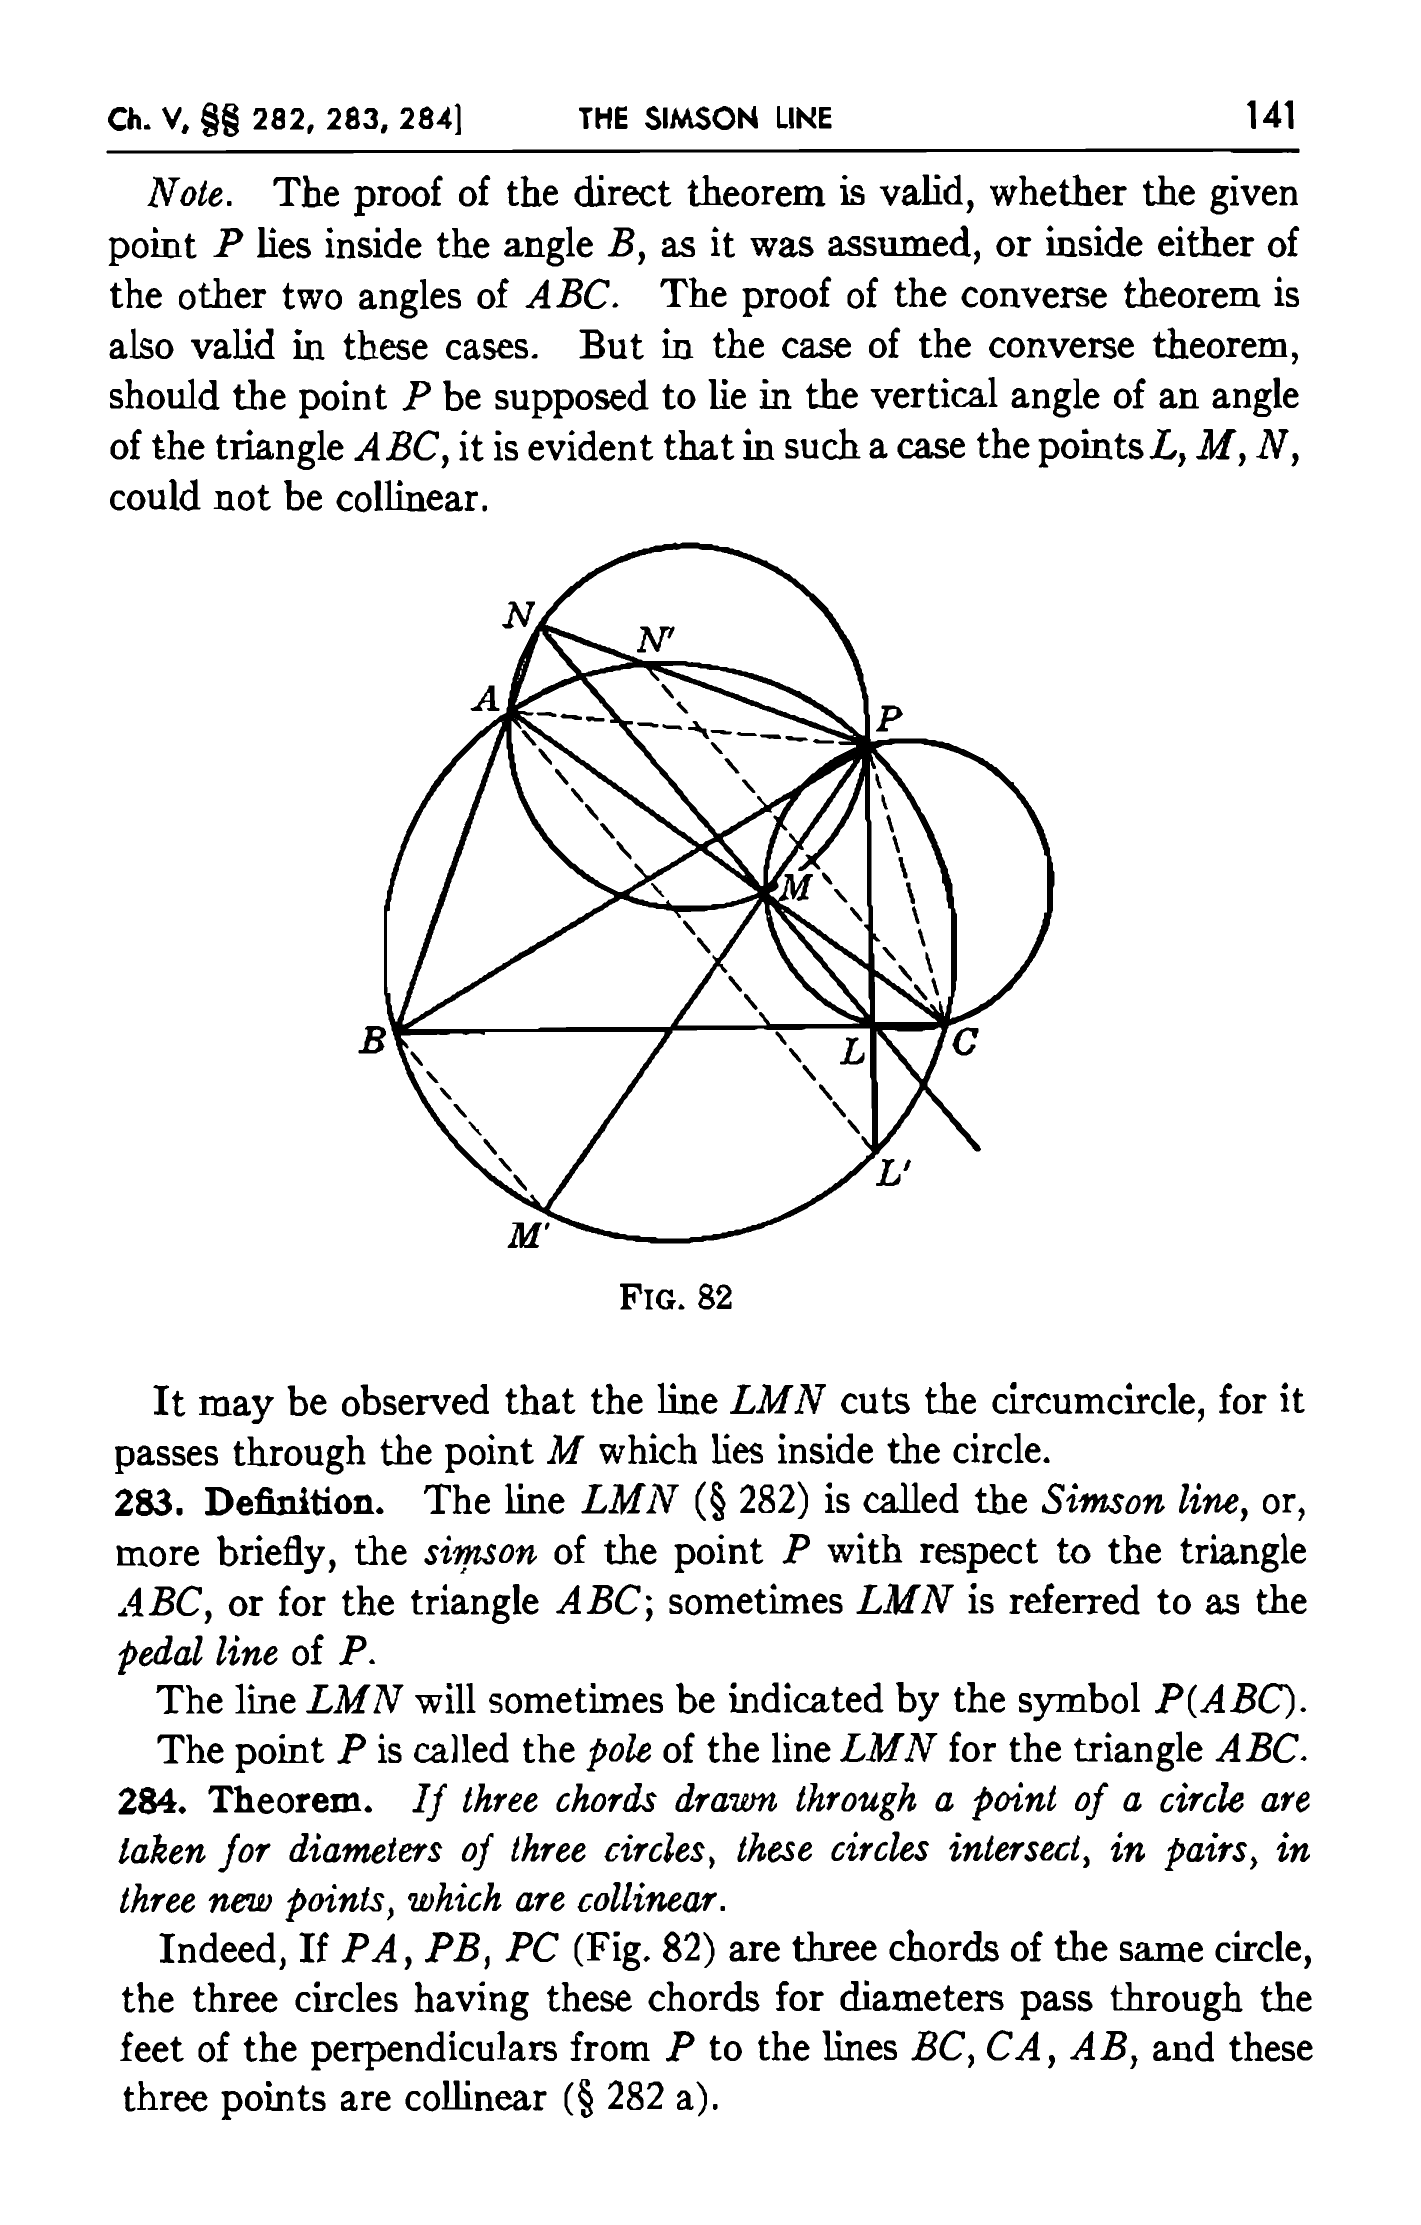 Ch. V, §§ 282, 283, 284] THE SIMSON LINE 141
Note. The proof of the direct theorem is valid, whether the given
point P lies inside the angle B, as it was assumed, or inside either of
the other two angles of ABC. The proof of the converse theorem is
also valid in these cases. But in the case of the converse theorem,
should the point P be supposed to lie in the vertical angle of an angle
of the triangle ABC, it is evident that in such a case the points L, M, N,
could not be collinear.
N
N'
A
P
M
B
L
C
L'
M'
FIG. 82
It may be observed that the line LMN cuts the circumcircle, for it
passes through the point M which lies inside the circle.
283. Definition. The line LMN (§ 282) is called the Simson line, or,
more briefly, the simson of the point P with respect to the triangle
ABC, or for the triangle ABC; sometimes LMN is referred to as the
pedal line of P.
The line LMN will sometimes be indicated by the symbol P(ABC).
The point P is called the pole of the line LMN for the triangle ABC.
284. Theorem. If three chords drawn through a point of a circle are
taken for diameters of three circles, these circles intersect, in pairs, in
three new points, which are collinear.
Indeed, If PA, PB, PC (Fig. 82) are three chords of the same circle,
the three circles having these chords for diameters pass through the
feet of the perpendiculars from P to the lines BC, CA, AB, and these
three points are collinear (§ 282 a).